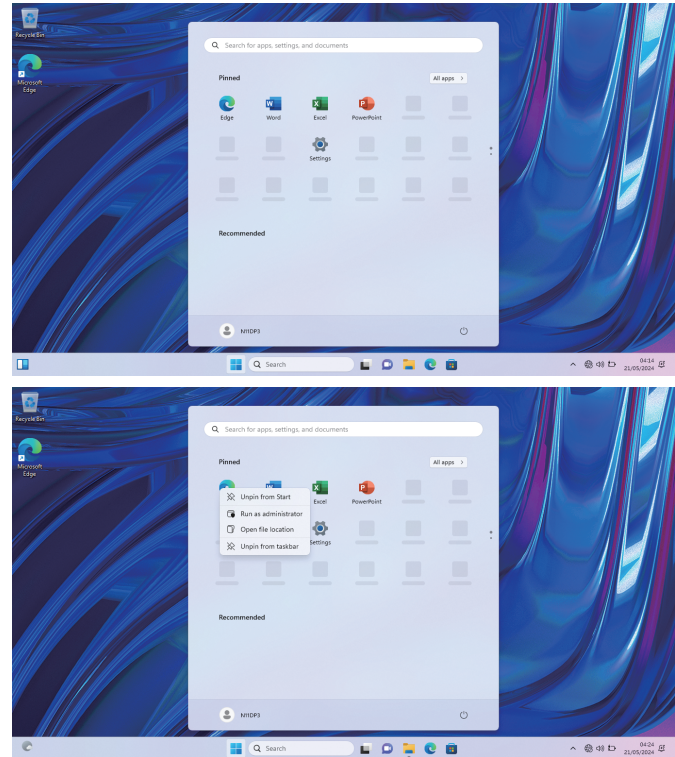 Recycle Bin
Search for apps, settings, and documents
Pinned
All apps >
Microsoft
Edge
Edge
Word
Excel
PowerPoint
Settings
Recommended
N11DP3
Search
04:14
21/05/2024
Recycle Bin
Search for apps, settings, and documents
Pinned
All apps >
Microsoft
Edge
Unpin from Start
Excel
PowerPoint
Run as administrator
Open file location
Settings
Unpin from taskbar
Recommended
N11DP3
Search
04:24
21/05/2024